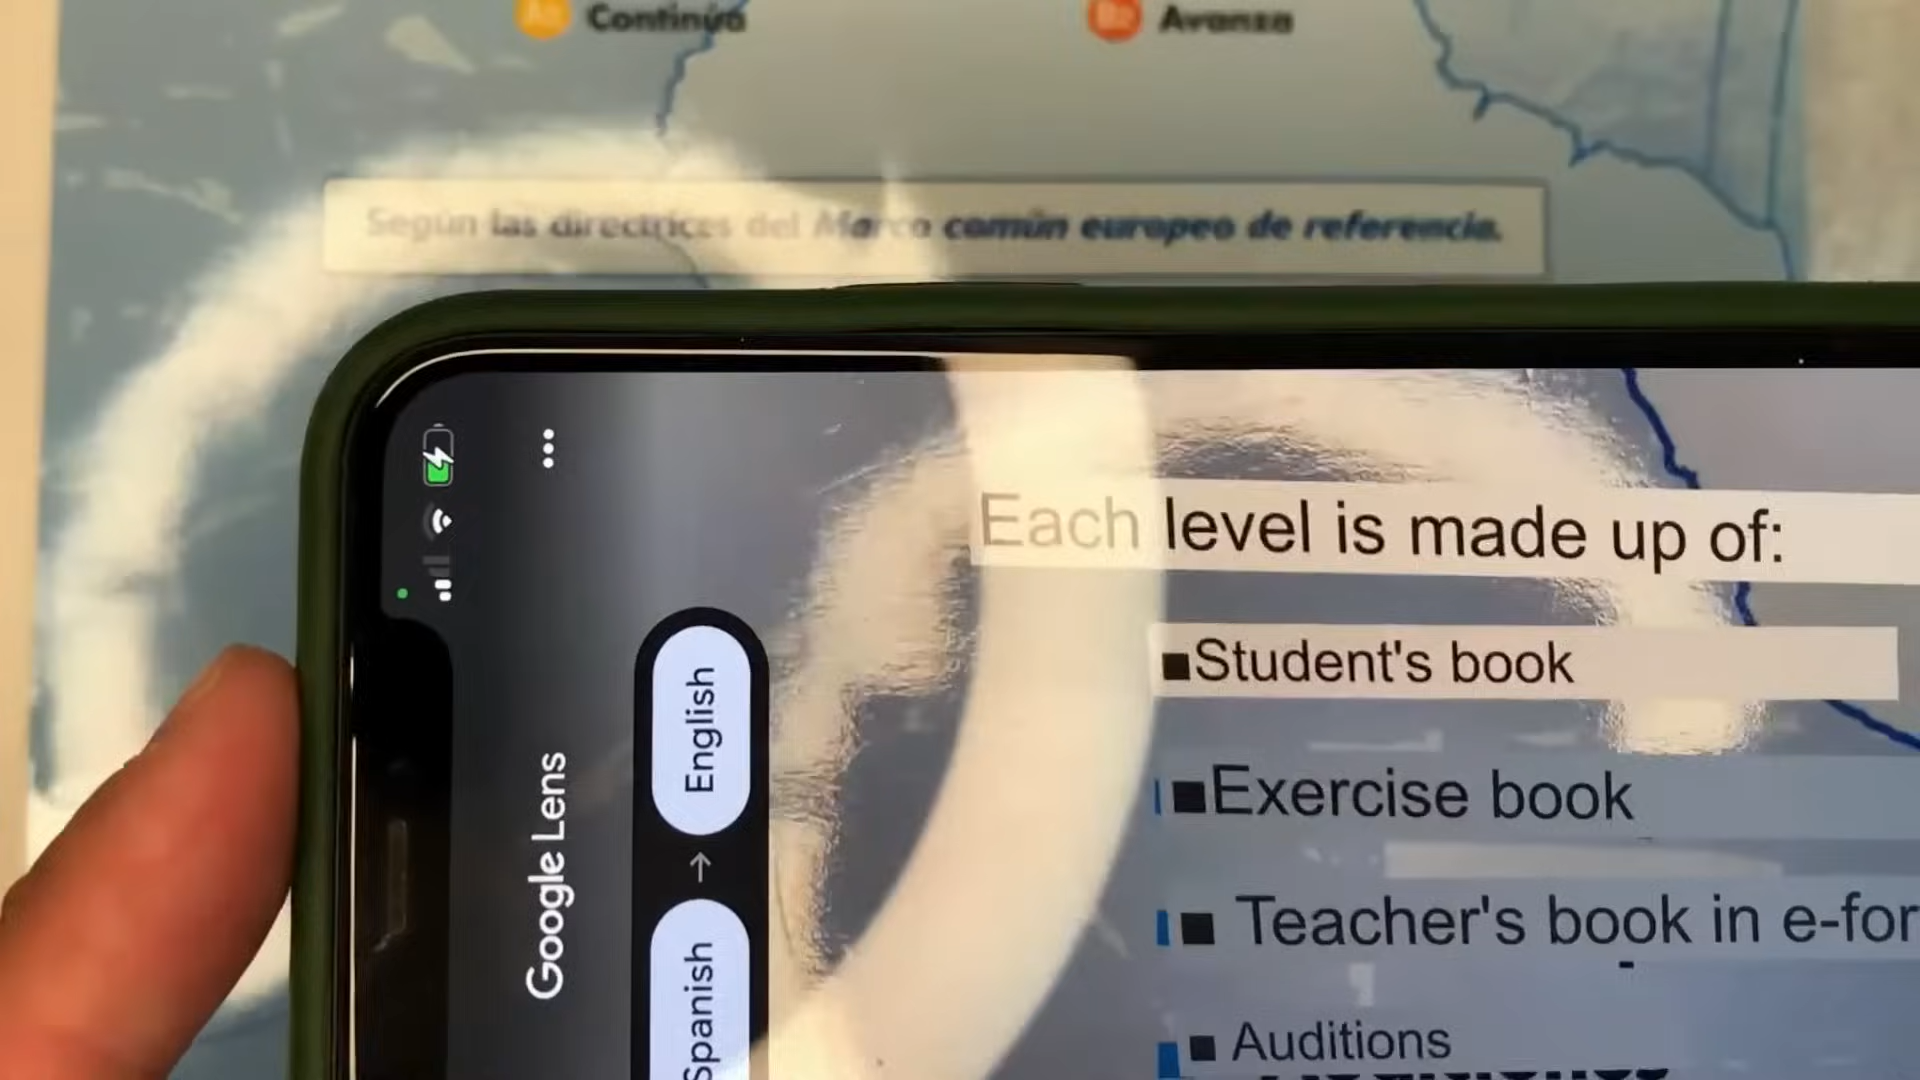 Continúa
B2 Avanza
Según las directrices del Marco común europeo de referencia.
Google Lens
Spanish → English
Each level is made up of:
■Student's book
■Exercise book
■ Teacher's book in e-for
■ Auditions